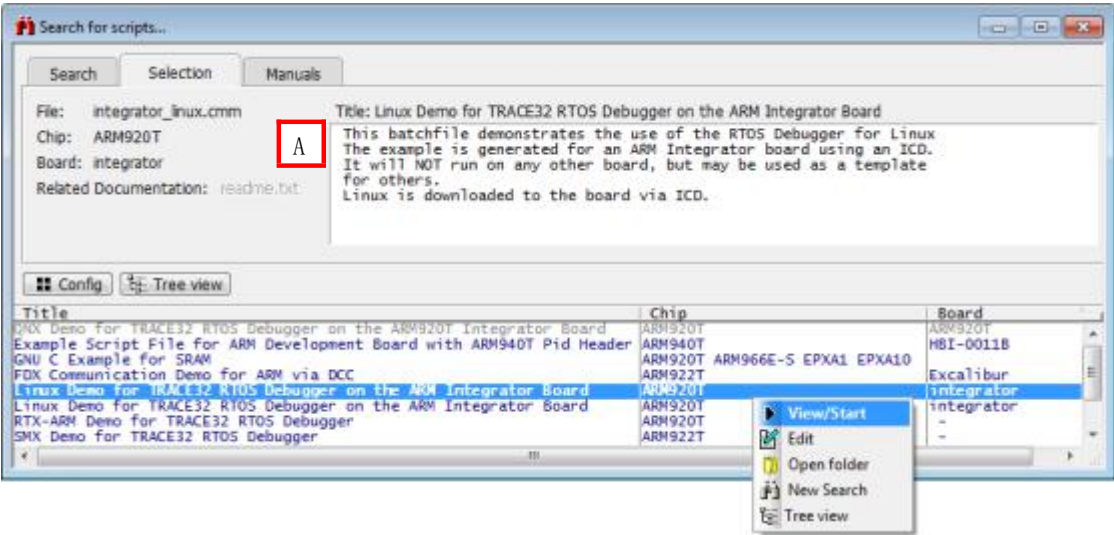 Search for scripts...
Search Selection Manuals
File: integrator_linux.cmm
Chip: ARM920T
Board: integrator
Related Documentation: readme.txt
Title: Linux Demo for TRACE32 RTOS Debugger on the ARM Integrator Board
A
This batchfile demonstrates the use of the RTOS Debugger for Linux
The example is generated for an ARM Integrator board using an ICD.
It will NOT run on any other board, but may be used as a template
for others.
Linux is downloaded to the board via ICD.
Config Tree view
Title Chip Board
QNX Demo for TRACE32 RTOS Debugger on the ARM920T Integrator Board ARM920T ARM920T
Example Script File for ARM Development Board with ARM940T Pid Header ARM940T HBI-0011B
GNU C Example for SRAM ARM920T ARM966E-S EPXA1 EPXA10
FDX Communication Demo for ARM via DCC ARM922T Excalibur
Linux Demo for TRACE32 RTOS Debugger on the ARM Integrator Board ARM920T integrator
Linux Demo for TRACE32 RTOS Debugger on the ARM Integrator Board ARM920T integrator
RTX-ARM Demo for TRACE32 RTOS Debugger ARM920T -
SMX Demo for TRACE32 RTOS Debugger ARM922T -
View/Start
Edit
Open folder
New Search
Tree view